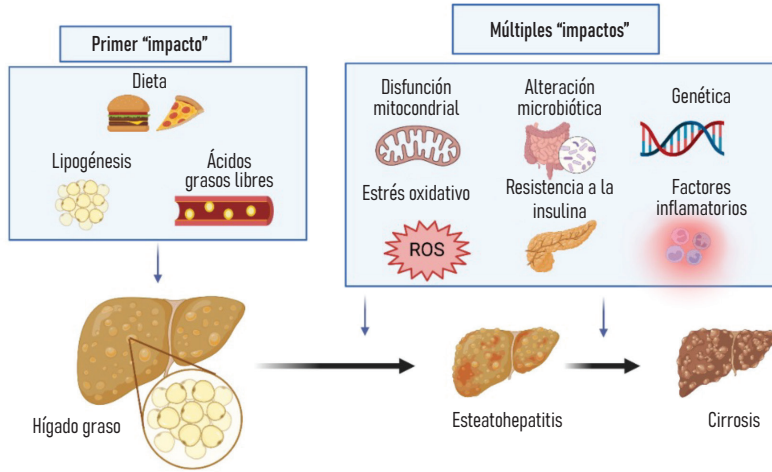 Primer “impacto”
Dieta
Lipogénesis
Ácidos
grasos libres
Múltiples “impactos”
Disfunción
mitocondrial
Alteración
microbiótica
Genética
Estrés oxidativo
ROS
Resistencia a la
insulina
Factores
inflamatorios
Hígado graso
Esteatohepatitis
Cirrosis